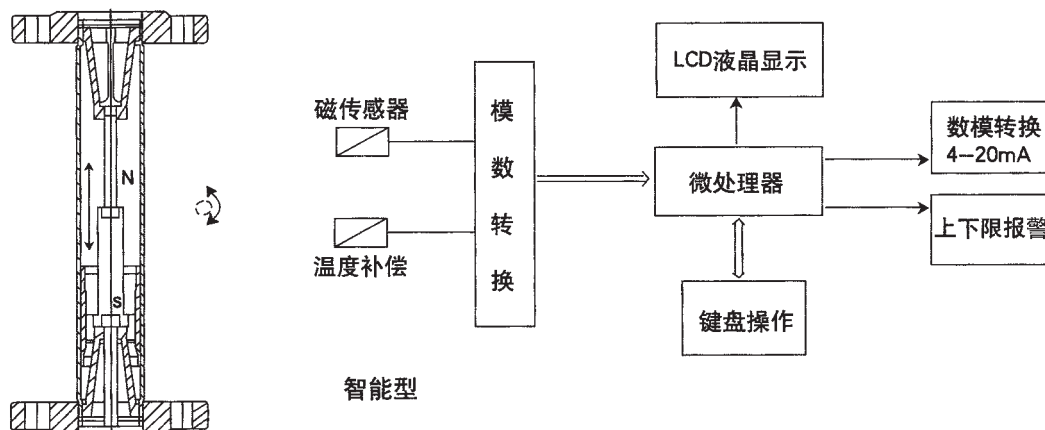 N
S
磁传感器
温度补偿
模数转换
LCD液晶显示
微处理器
键盘操作
数模转换
4-20mA
上下限报警
智能型